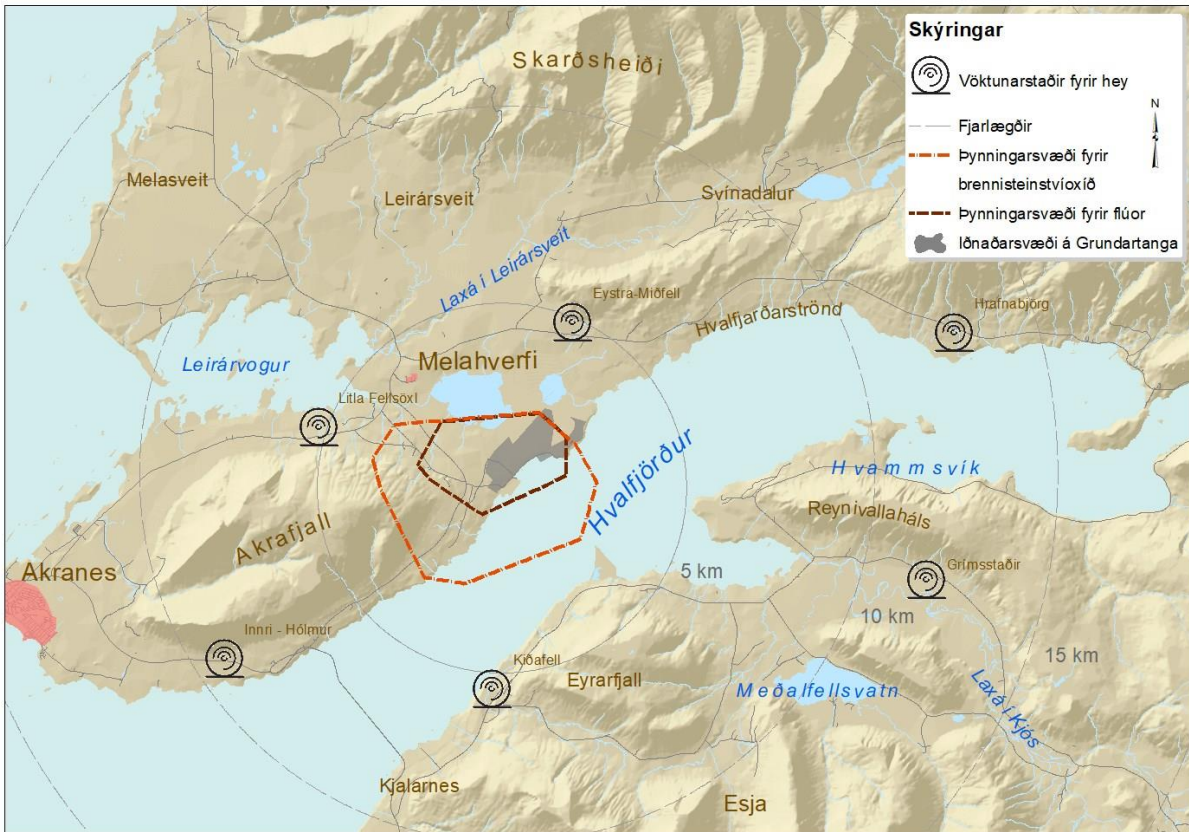 Skýringar
Vöktunarstaðir fyrir hey
N
Fjarlægðir
Þynningarsvæði fyrir
brennisteinstvíoxíð
Þynningarsvæði fyrir flúor
Iðnaðarsvæði á Grundartanga
Skarðsheiði
Melasveit
Leirársveit
Svínadalur
Laxá í Leirársveit
Eystra-Miðfell
Hrafnabjörg
Hvalfjarðarströnd
Leirárvogur
Melahverfi
Litla Fellsöxl
Hvalfjörður
Hvammsvík
Reynivallaháls
Akrafjall
Akranes
Grímsstaðir
5 km
10 km
15 km
Innri - Hólmur
Kiðafell
Eyrarfjall
Meðalfellsvatn
Laxá í Kjós
Kjalarnes
Esja